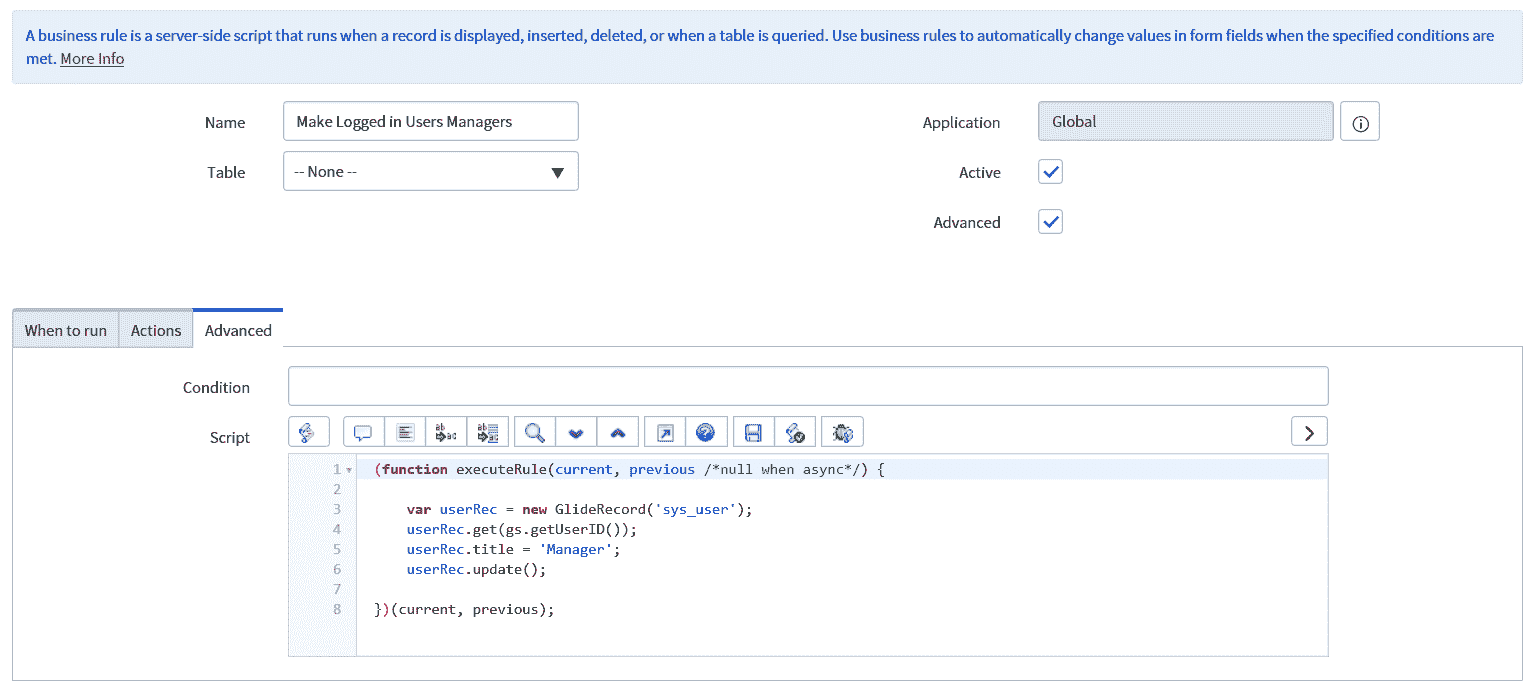 A business rule is a server-side script that runs when a record is displayed, inserted, deleted, or when a table is queried. Use business rules to automatically change values in form fields when the specified conditions are
met. More Info
Name
Make Logged in Users Managers
Application
Global
Table
-- None --
Active
Advanced
When to run
Actions
Advanced
Condition
Script
1 (function executeRule(current, previous /*null when async*/) {
2
3 var userRec = new GlideRecord('sys_user');
4 userRec.get(gs.getUserID());
5 userRec.title = 'Manager';
6 userRec.update();
7
8 })(current, previous);